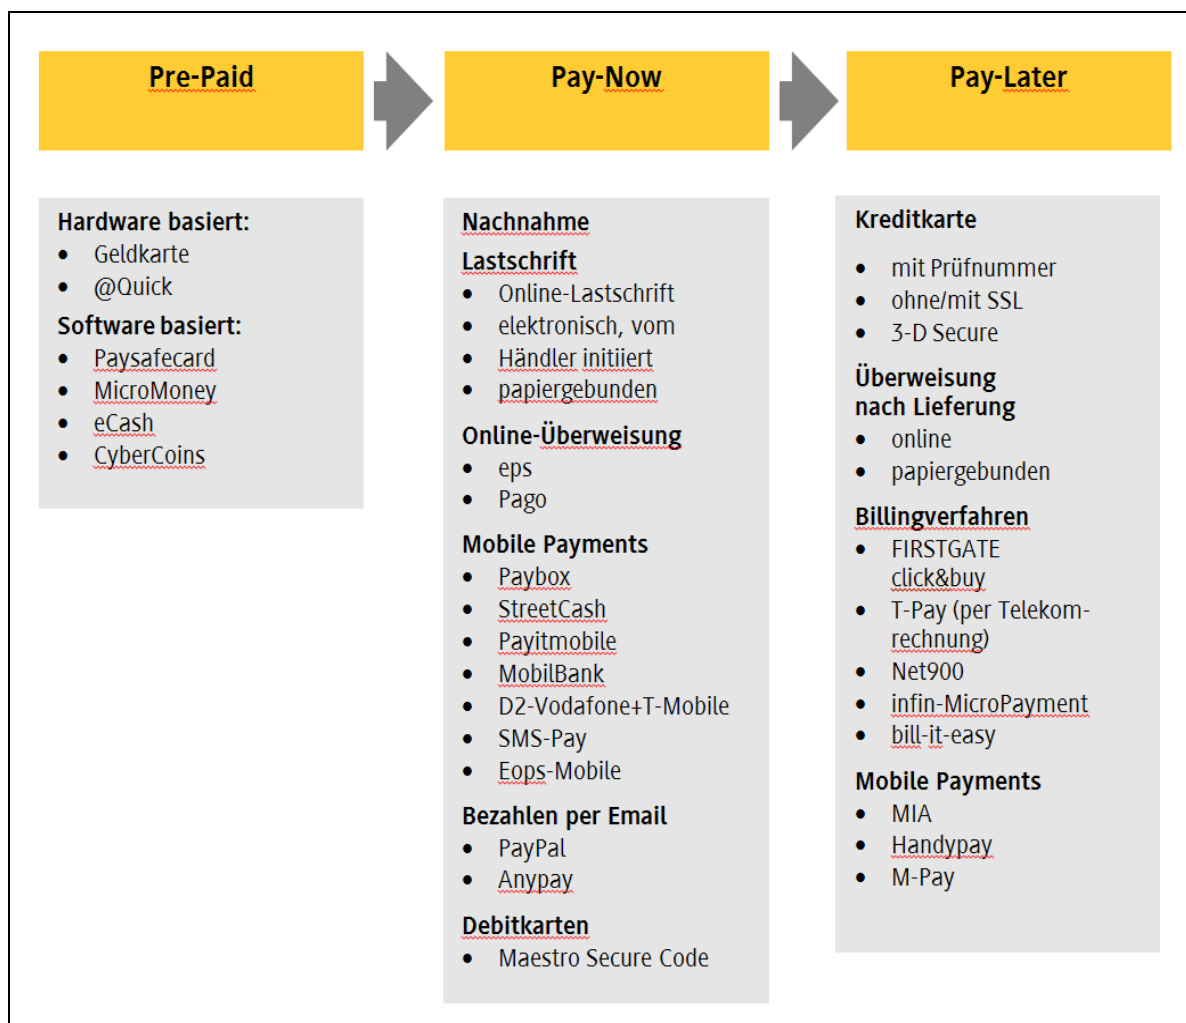 Pre-Paid
Pay-Now
Pay-Later
Hardware basiert:
• Geldkarte
• @Quick
Software basiert:
• Paysafecard
• MicroMoney
• eCash
• CyberCoins
Nachnahme
Lastschrift
• Online-Lastschrift
• elektronisch, vom
• Händler initiiert
• papiergebunden
Online-Überweisung
• eps
• Pago
Mobile Payments
• Paybox
• StreetCash
• Payitmobile
• MobilBank
• D2-Vodafone+T-Mobile
• SMS-Pay
• Eops-Mobile
Bezahlen per Email
• PayPal
• Anypay
Debitkarten
• Maestro Secure Code
Kreditkarte
• mit Prüfnummer
• ohne/mit SSL
• 3-D Secure
Überweisung
nach Lieferung
• online
• papiergebunden
Billingverfahren
• FIRSTGATE
click&buy
• T-Pay (per Telekom-
rechnung)
• Net900
• infin-MicroPayment
• bill-it-easy
Mobile Payments
• MIA
• Handypay
• M-Pay